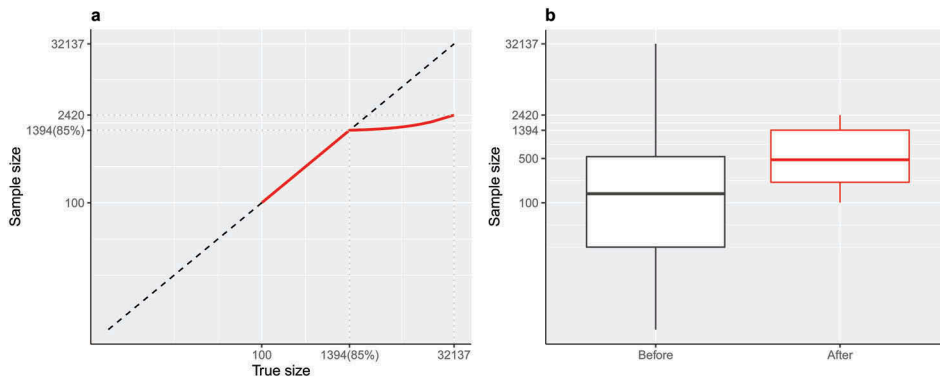 a
32137
2420
1394(85%)
100
Sample size
100
1394(85%)
32137
True size
b
32137
2420
1394
500
100
Sample size
Before
After